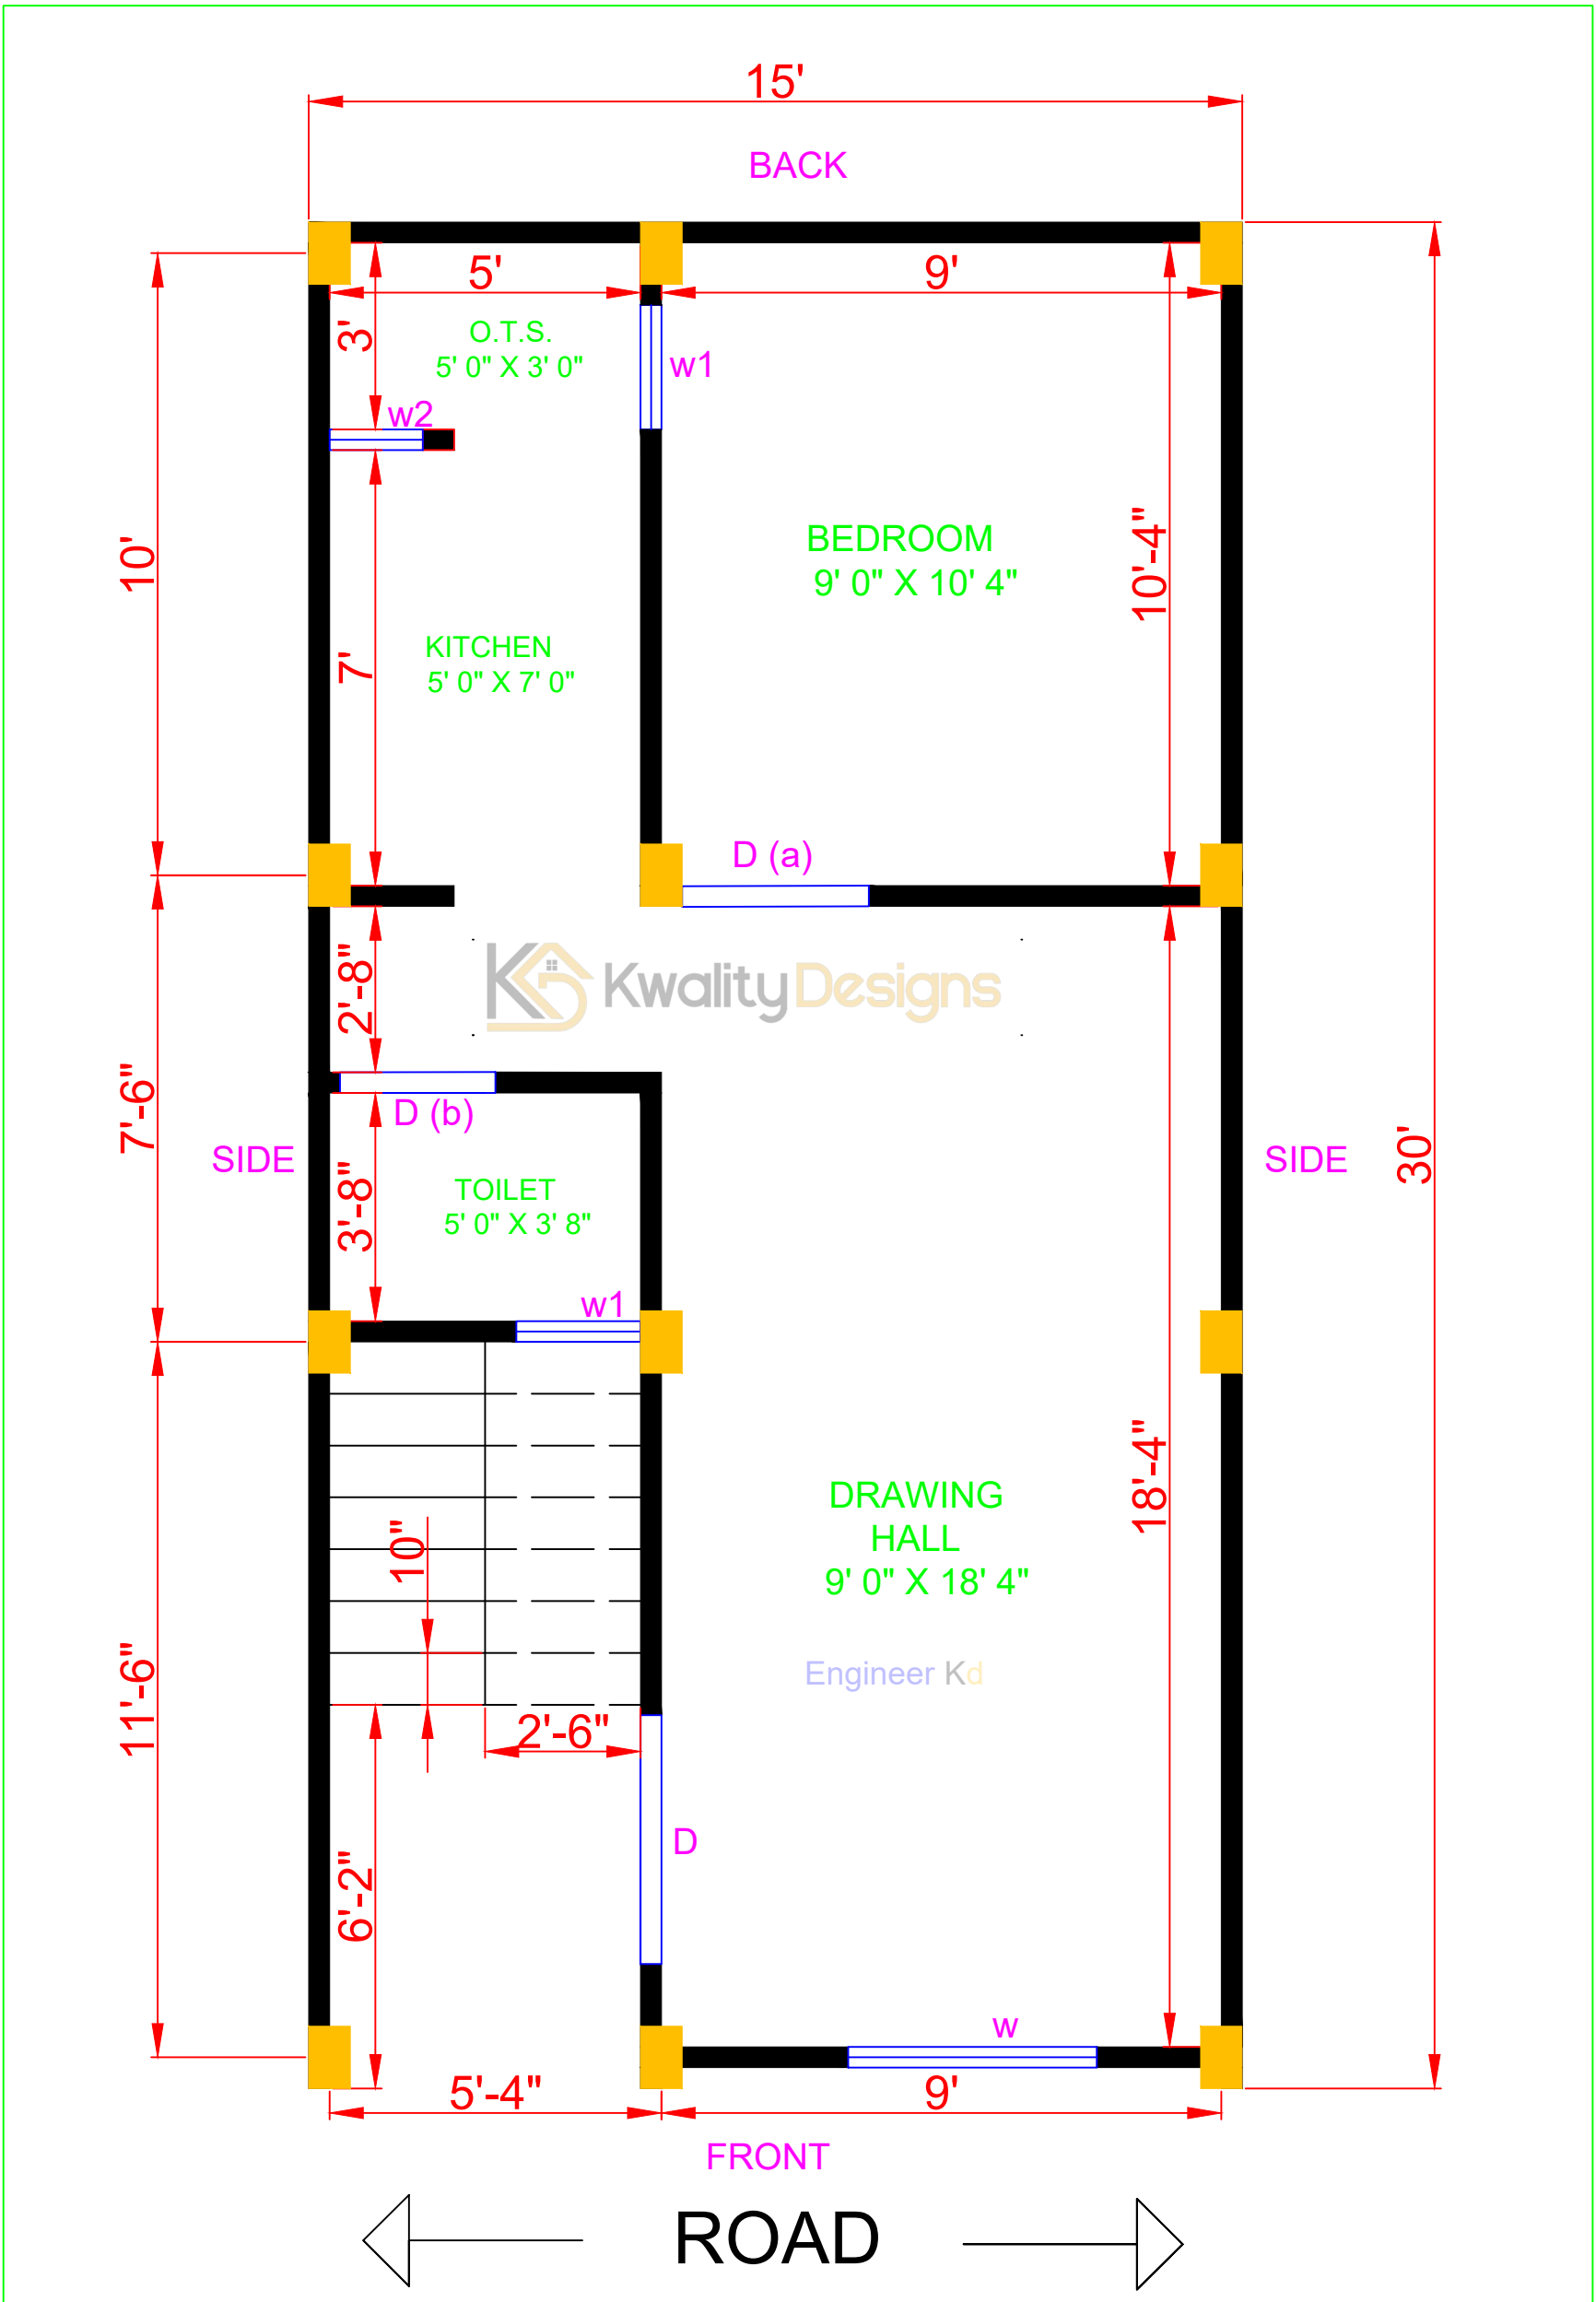 15'
BACK
5'
9'
3'
O.T.S.
5' 0" X 3' 0"
w1
w2
10'
BEDROOM
9' 0" X 10' 4"
10'-4"
KITCHEN
5' 0" X 7' 0"
7'
D (a)
2'-8"
KwalityDesigns
7'-6"
D (b)
SIDE
SIDE
30'
3'-8"
TOILET
5' 0" X 3' 8"
w1
DRAWING
HALL
9' 0" X 18' 4"
18'-4"
10"
Engineer Kd
11'-6"
2'-6"
D
6'-2"
w
5'-4"
9'
FRONT
ROAD